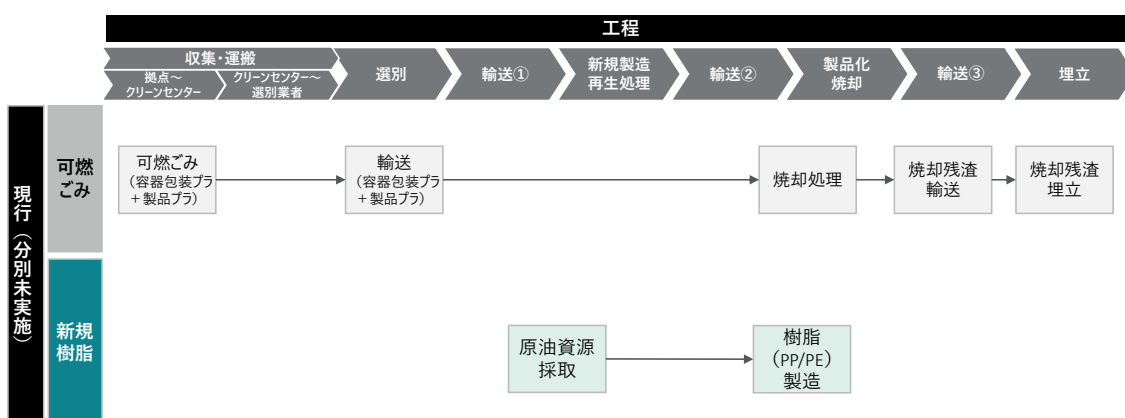 工程
収集・運搬
拠点～
クリーンセンター
クリーンセンター～
選別業者
選別
輸送①
新規製造
再生処理
輸送②
製品化
焼却
輸送③
埋立
現行（分別未実施）
可燃
ごみ
可燃ごみ
（容器包装プラ
＋製品プラ）
輸送
（容器包装プラ
＋製品プラ）
焼却処理
焼却残渣
輸送
焼却残渣
埋立
新規
樹脂
原油資源
採取
樹脂
（PP/PE）
製造